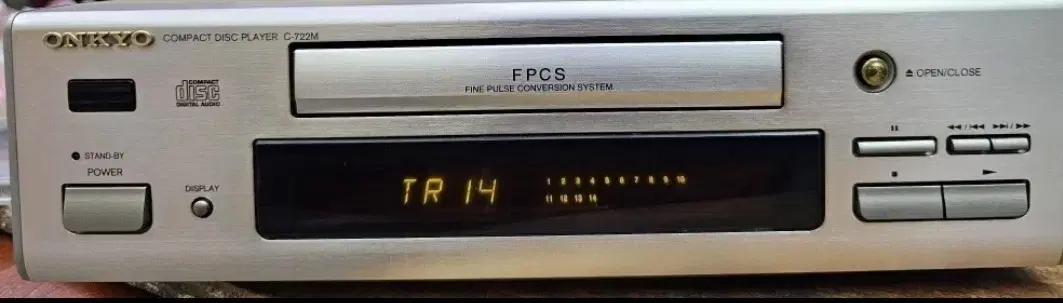 ONKYO COMPACT DISC PLAYER C-722M
COMPACT
disc
DIGITAL AUDIO
FPCS
FINE PULSE CONVERSION SYSTEM
OPEN/CLOSE
STAND-BY
POWER
DISPLAY
TR 14
1 2 3 4 5 6 7 8 9 10
11 12 13 14